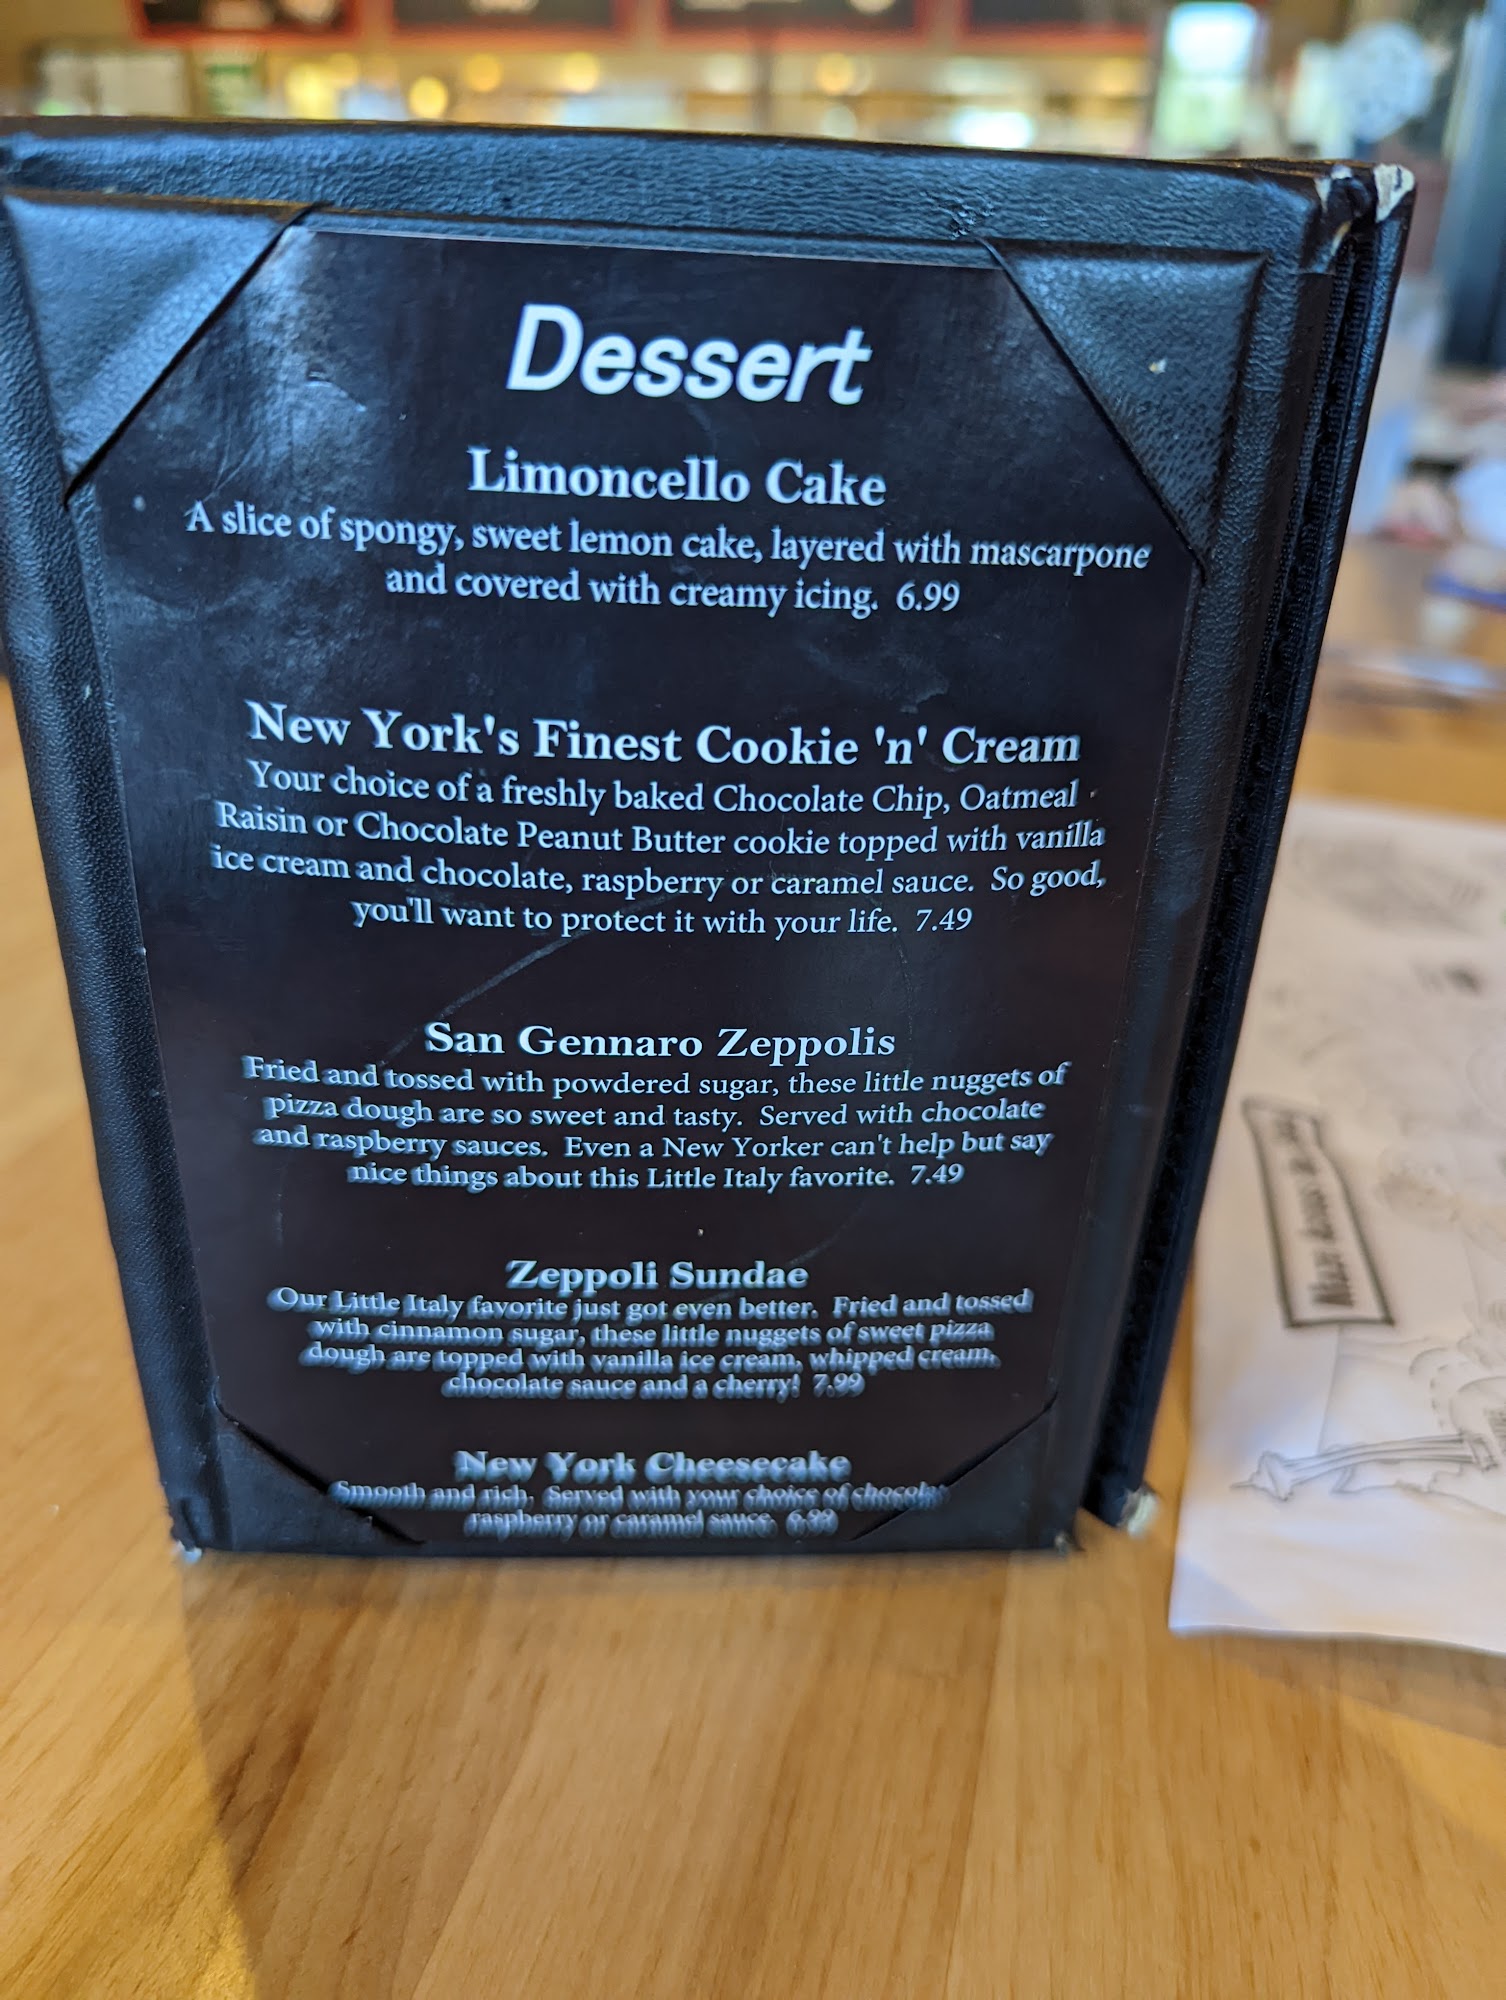 Dessert
Limoncello Cake
A slice of spongy, sweet lemon cake, layered with mascarpone
and covered with creamy icing. 6.99
New York's Finest Cookie 'n' Cream
Your choice of a freshly baked Chocolate Chip, Oatmeal
Raisin or Chocolate Peanut Butter cookie topped with vanilla
ice cream and chocolate, raspberry or caramel sauce. So good,
you'll want to protect it with your life. 7.49
San Gennaro Zeppolis
Fried and tossed with powdered sugar, these little nuggets of
pizza dough are so sweet and tasty. Served with chocolate
and raspberry sauces. Even a New Yorker can't help but say
nice things about this Little Italy favorite. 7.49
Zeppoli Sundae
Our Little Italy favorite just got even better. Fried and tossed
with cinnamon sugar, these little nuggets of sweet pizza
dough are topped with vanilla ice cream, whipped cream,
chocolate sauce and a cherry! 7.99
New York Cheesecake
Smooth and rich. Served with your choice of
raspberry or caramel sauce. 6.99